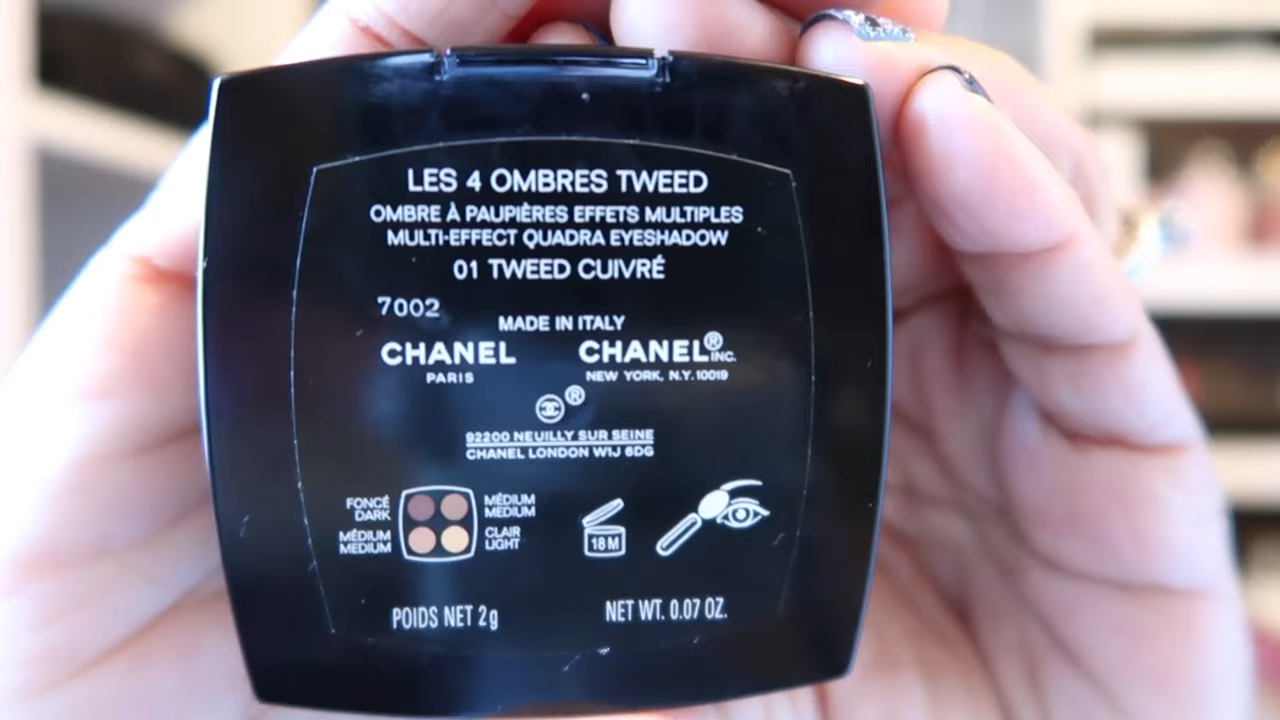 LES 4 OMBRES TWEED
OMBRE À PAUPIÈRES EFFETS MULTIPLES
MULTI-EFFECT QUADRA EYESHADOW
01 TWEED CUIVRÉ
7002
MADE IN ITALY
CHANEL
PARIS
CHANEL® INC.
NEW YORK, N.Y. 10019
®
92200 NEUILLY SUR SEINE
CHANEL LONDON W1J 6DG
FONCÉ
DARK
MÉDIUM
MEDIUM
MÉDIUM
MEDIUM
CLAIR
LIGHT
18 M
POIDS NET 2 g
NET WT. 0.07 OZ.